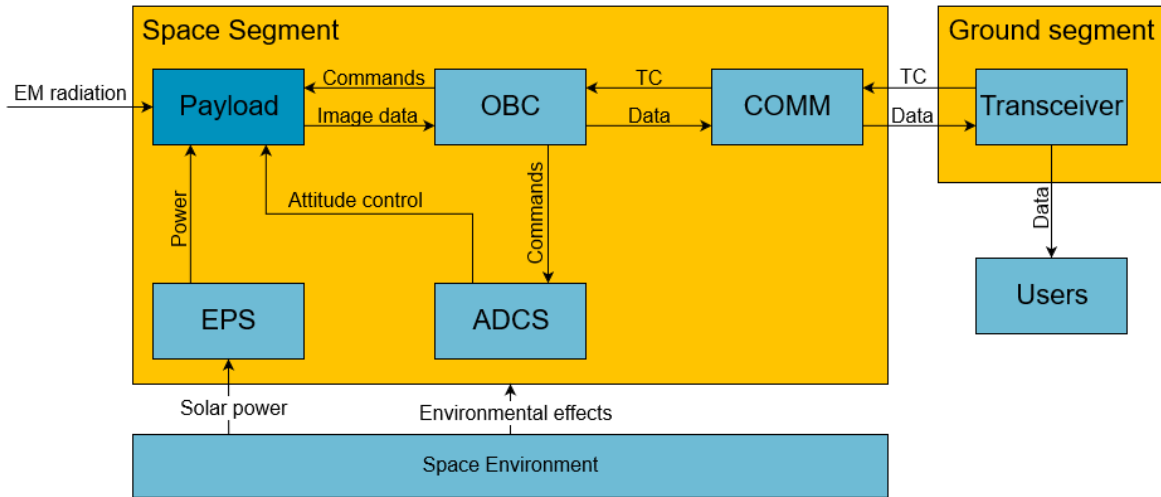 Space Segment
Ground segment
EM radiation
Payload
Commands
Image data
OBC
TC
Data
COMM
TC
Data
Transceiver
Power
Attitude control
Commands
Data
EPS
ADCS
Users
Solar power
Environmental effects
Space Environment